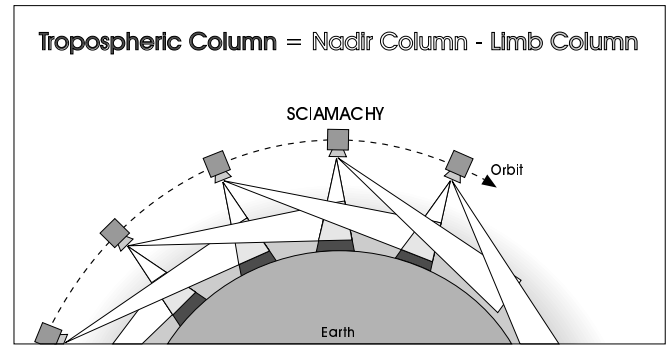 Tropospheric Column = Nadir Column - Limb Column
SCIAMACHY
Orbit
Earth